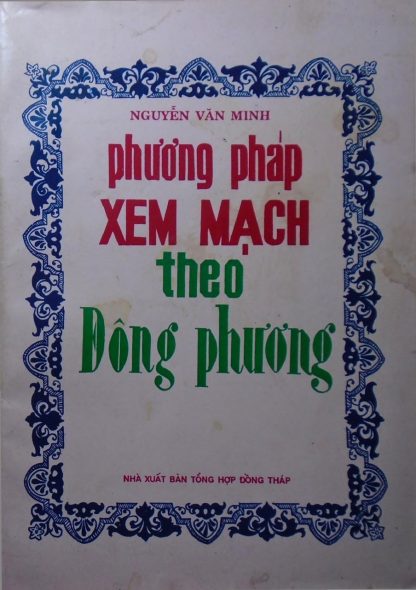 NGUYỄN VĂN MINH
phương pháp
XEM MẠCH
theo
Đông phương
NHÀ XUẤT BẢN TỔNG HỢP ĐỒNG THÁP